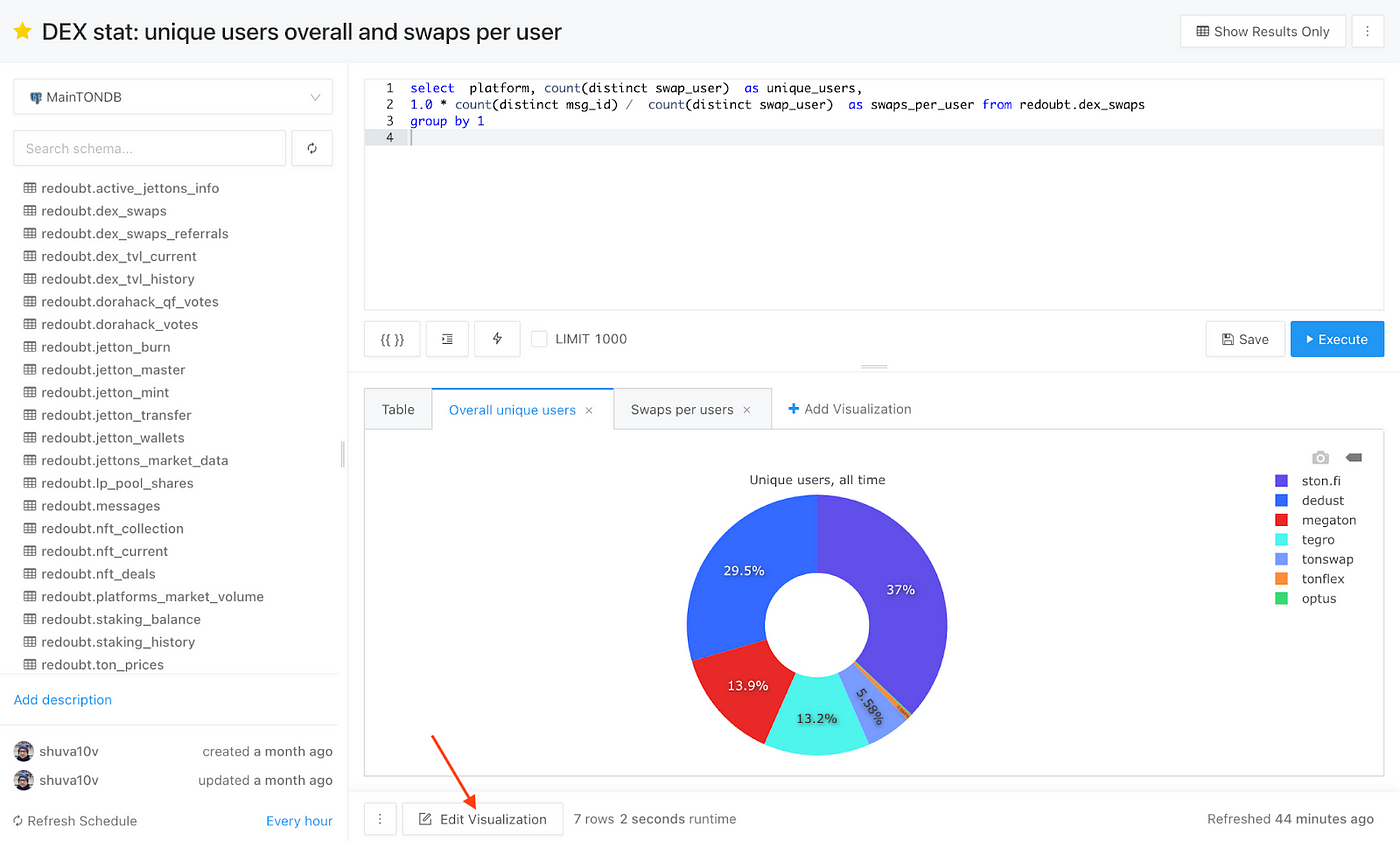 DEX stat: unique users overall and swaps per user
Show Results Only
MainTONDB
Search schema...
redoubt.active_jettons_info
redoubt.dex_swaps
redoubt.dex_swaps_referrals
redoubt.dex_tvl_current
redoubt.dex_tvl_history
redoubt.dorahack_qf_votes
redoubt.dorahack_votes
redoubt.jetton_burn
redoubt.jetton_master
redoubt.jetton_mint
redoubt.jetton_transfer
redoubt.jetton_wallets
redoubt.jettons_market_data
redoubt.lp_pool_shares
redoubt.messages
redoubt.nft_collection
redoubt.nft_current
redoubt.nft_deals
redoubt.platforms_market_volume
redoubt.staking_balance
redoubt.staking_history
redoubt.ton_prices
Add description
shuva10v created a month ago
shuva10v updated a month ago
Refresh Schedule Every hour
1 select platform, count(distinct swap_user) as unique_users,
2 1.0 * count(distinct msg_id) / count(distinct swap_user) as swaps_per_user from redoubt.dex_swaps
3 group by 1
4
{{ }} LIMIT 1000 Save Execute
Table Overall unique users × Swaps per users × + Add Visualization
Unique users, all time
ston.fi
dedust
megaton
tegro
tonswap
tonflex
optus
29.5%
37%
13.9%
13.2%
5.58%
Edit Visualization 7 rows 2 seconds runtime Refreshed 44 minutes ago